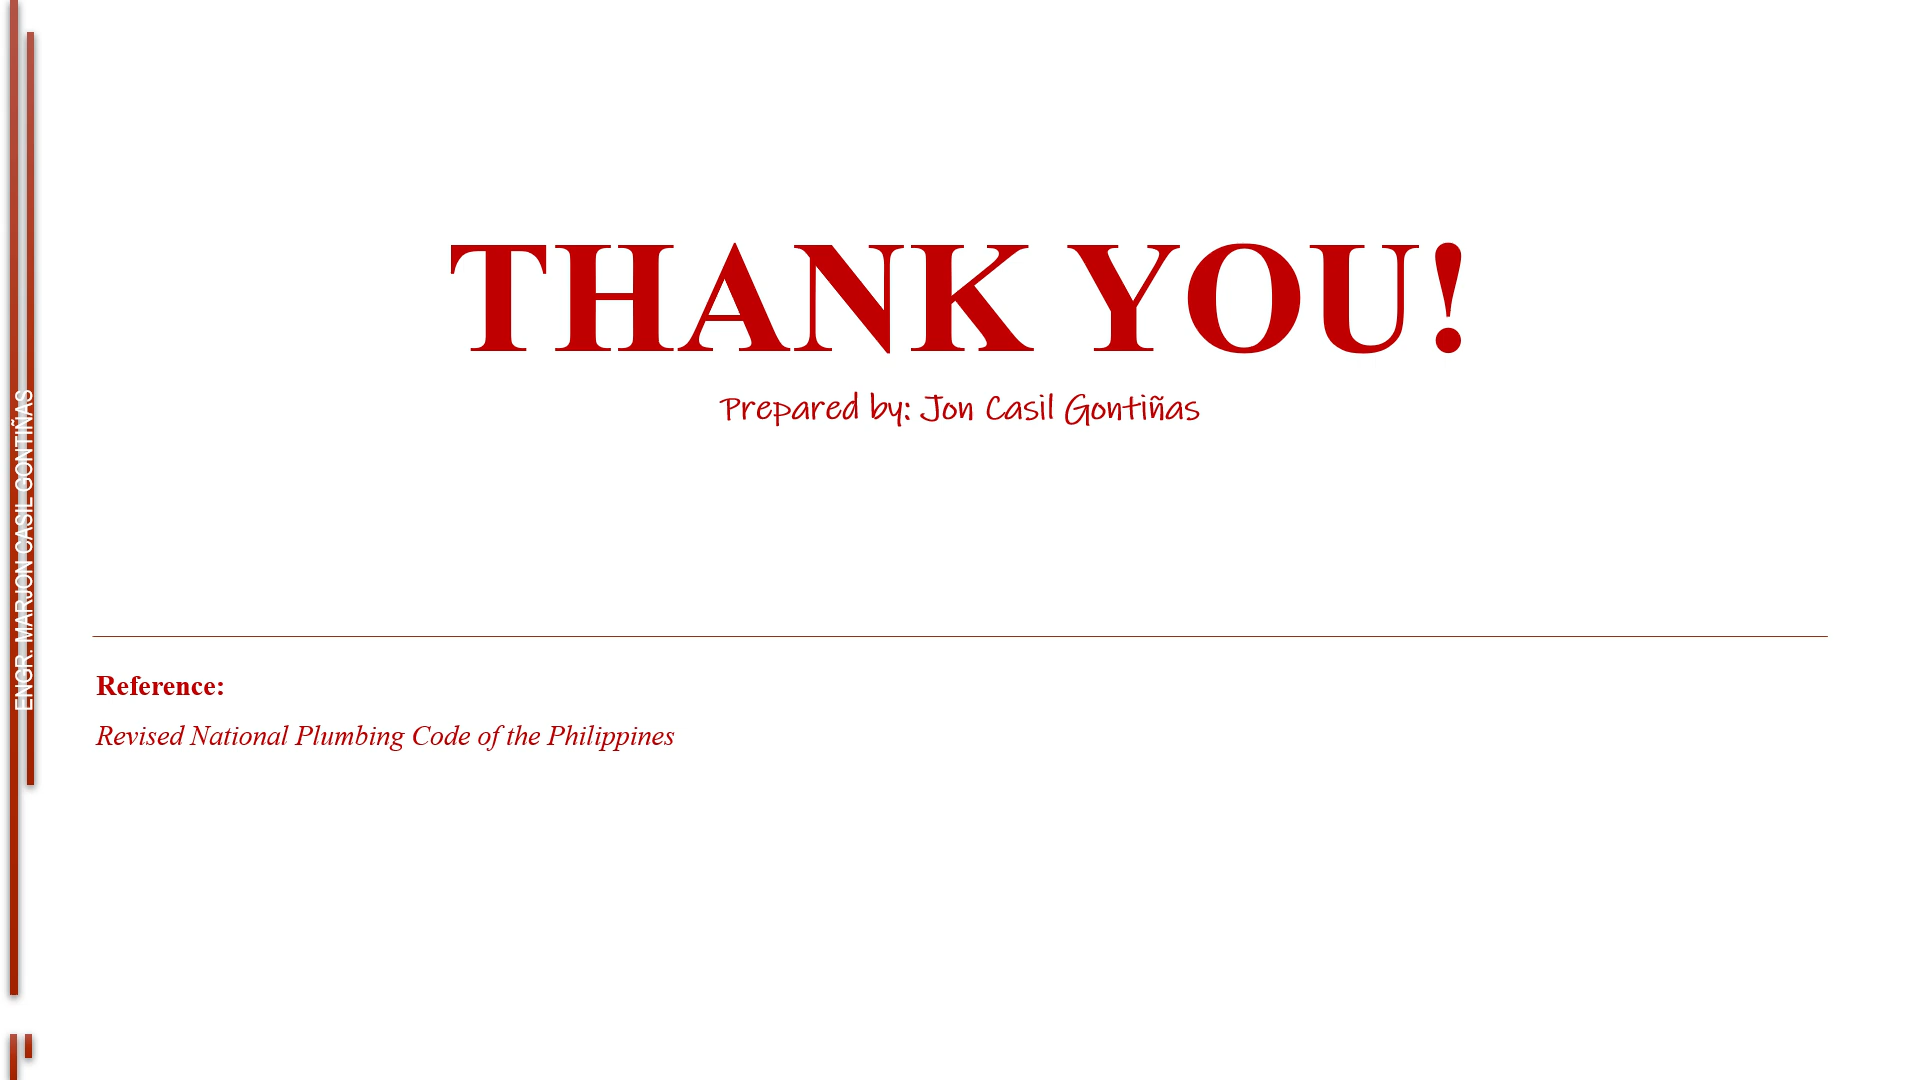 THANK YOU!
Prepared by: Jon Casil Gontiñas
ENGR. MARJON CASIL GONTIÑAS
Reference:
Revised National Plumbing Code of the Philippines